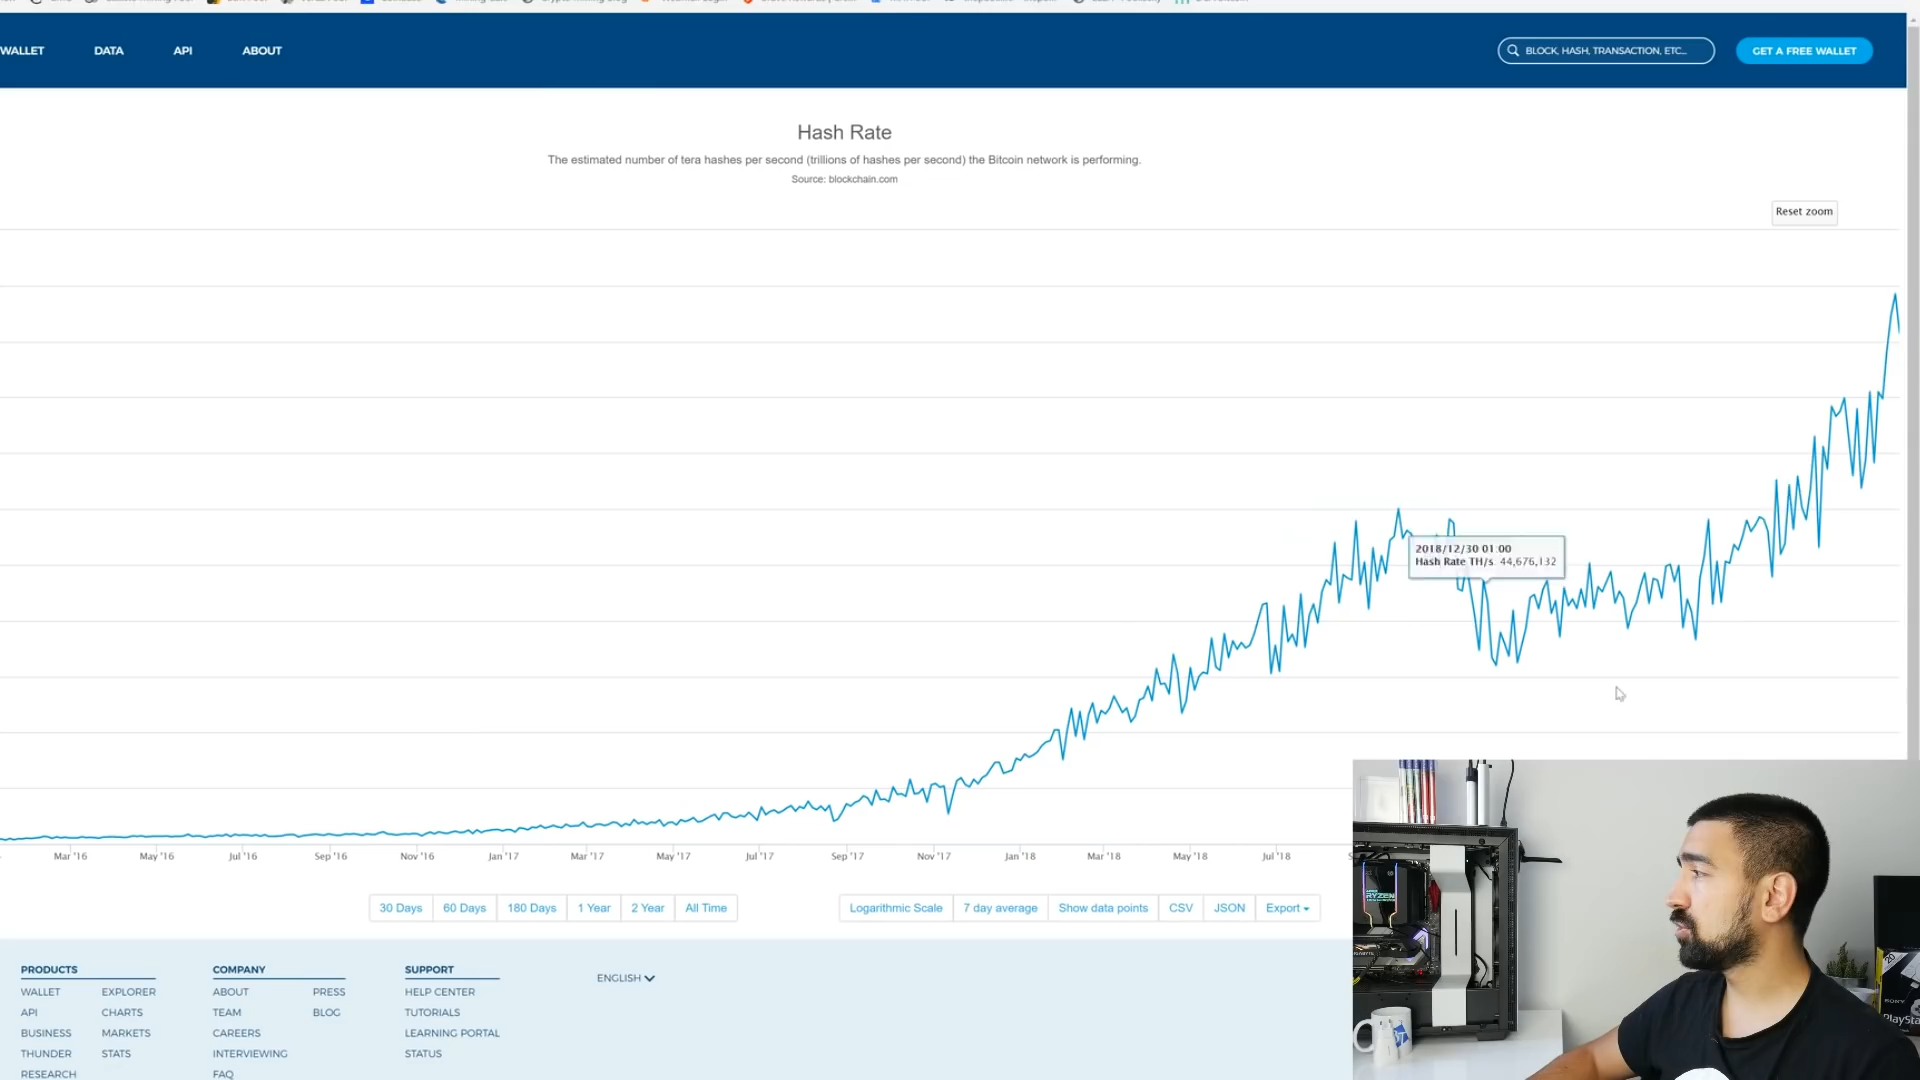 WALLET DATA API ABOUT
BLOCK, HASH, TRANSACTION, ETC...
GET A FREE WALLET
Hash Rate
The estimated number of tera hashes per second (trillions of hashes per second) the Bitcoin network is performing.
Source: blockchain.com
Reset zoom
2018/12/30 01:00
Hash Rate TH/s: 44,676,132
Mar '16 May '16 Jul '16 Sep '16 Nov '16 Jan '17 Mar '17 May '17 Jul '17 Sep '17 Nov '17 Jan '18 Mar '18 May '18 Jul '18
30 Days 60 Days 180 Days 1 Year 2 Year All Time
Logarithmic Scale 7 day average Show data points CSV JSON Export
PRODUCTS
WALLET EXPLORER
API CHARTS
BUSINESS MARKETS
THUNDER STATS
RESEARCH
COMPANY
ABOUT PRESS
TEAM BLOG
CAREERS
INTERVIEWING
FAQ
SUPPORT
HELP CENTER
TUTORIALS
LEARNING PORTAL
STATUS
ENGLISH
RYZEN
SONY
PlaySta